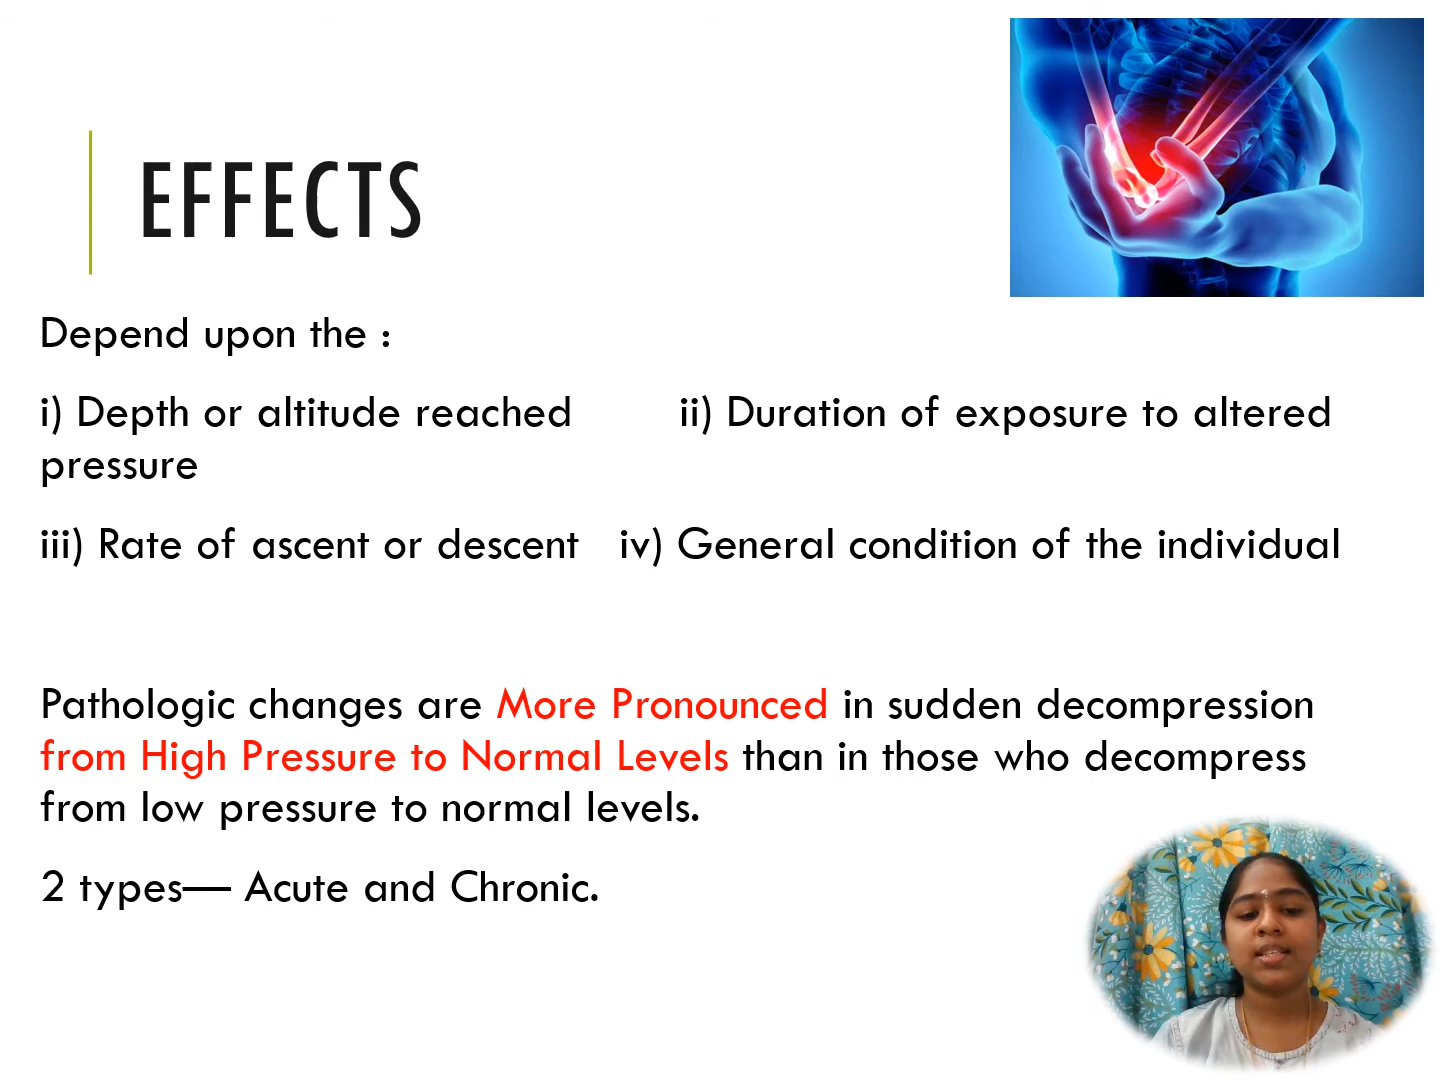 EFFECTS
Depend upon the :
i) Depth or altitude reached ii) Duration of exposure to altered
pressure
iii) Rate of ascent or descent iv) General condition of the individual
Pathologic changes are More Pronounced in sudden decompression
from High Pressure to Normal Levels than in those who decompress
from low pressure to normal levels.
2 types— Acute and Chronic.